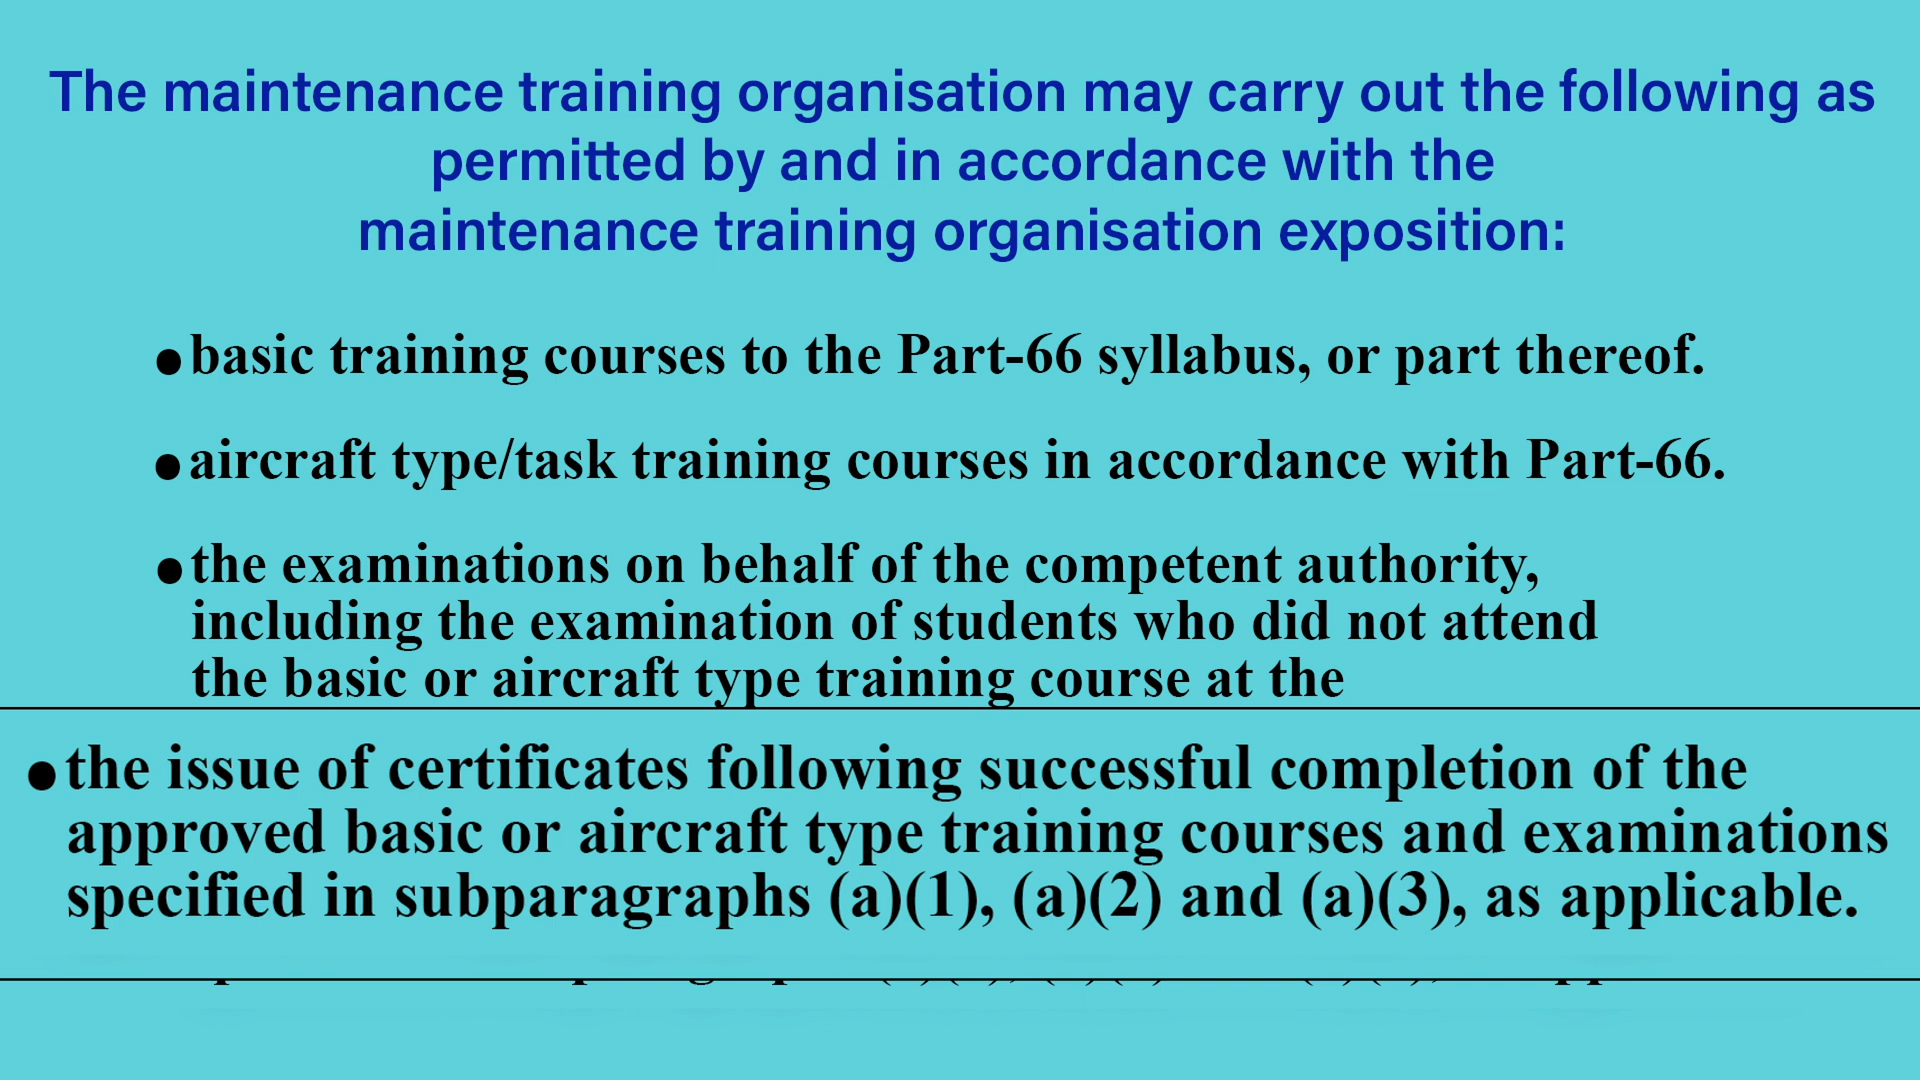 The maintenance training organisation may carry out the following as
permitted by and in accordance with the
maintenance training organisation exposition:
•basic training courses to the Part-66 syllabus, or part thereof.
•aircraft type/task training courses in accordance with Part-66.
•the examinations on behalf of the competent authority,
including the examination of students who did not attend
the basic or aircraft type training course at the
•the issue of certificates following successful completion of the
approved basic or aircraft type training courses and examinations
specified in subparagraphs (a)(1), (a)(2) and (a)(3), as applicable.